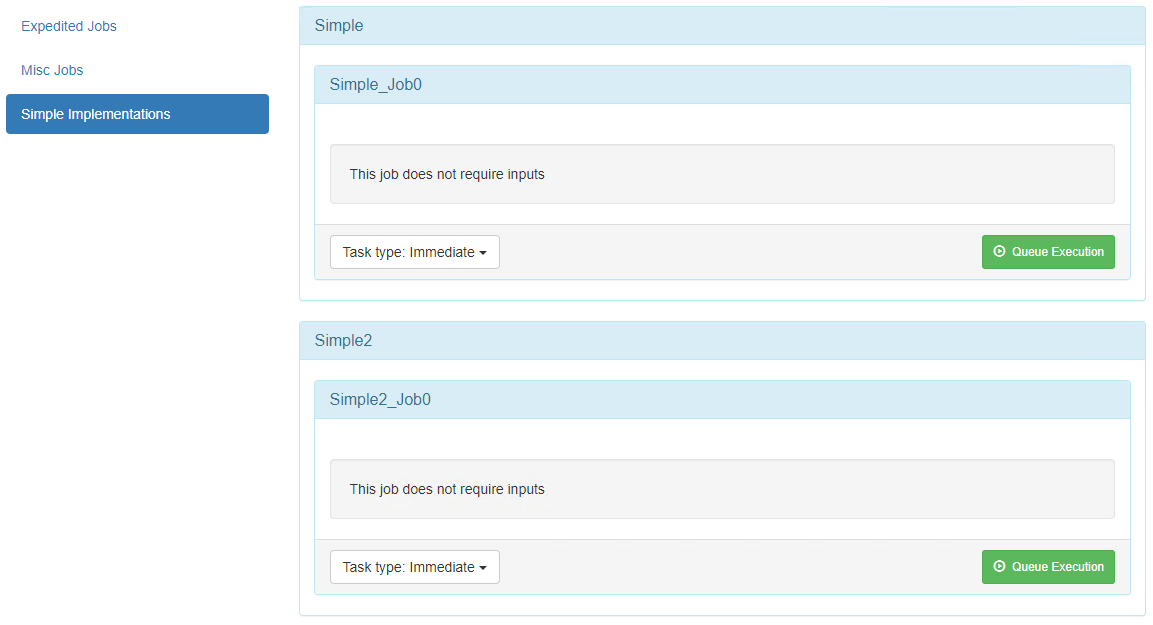 Expedited Jobs
Misc Jobs
Simple Implementations
Simple
Simple_Job0
This job does not require inputs
Task type: Immediate
Queue Execution
Simple2
Simple2_Job0
This job does not require inputs
Task type: Immediate
Queue Execution